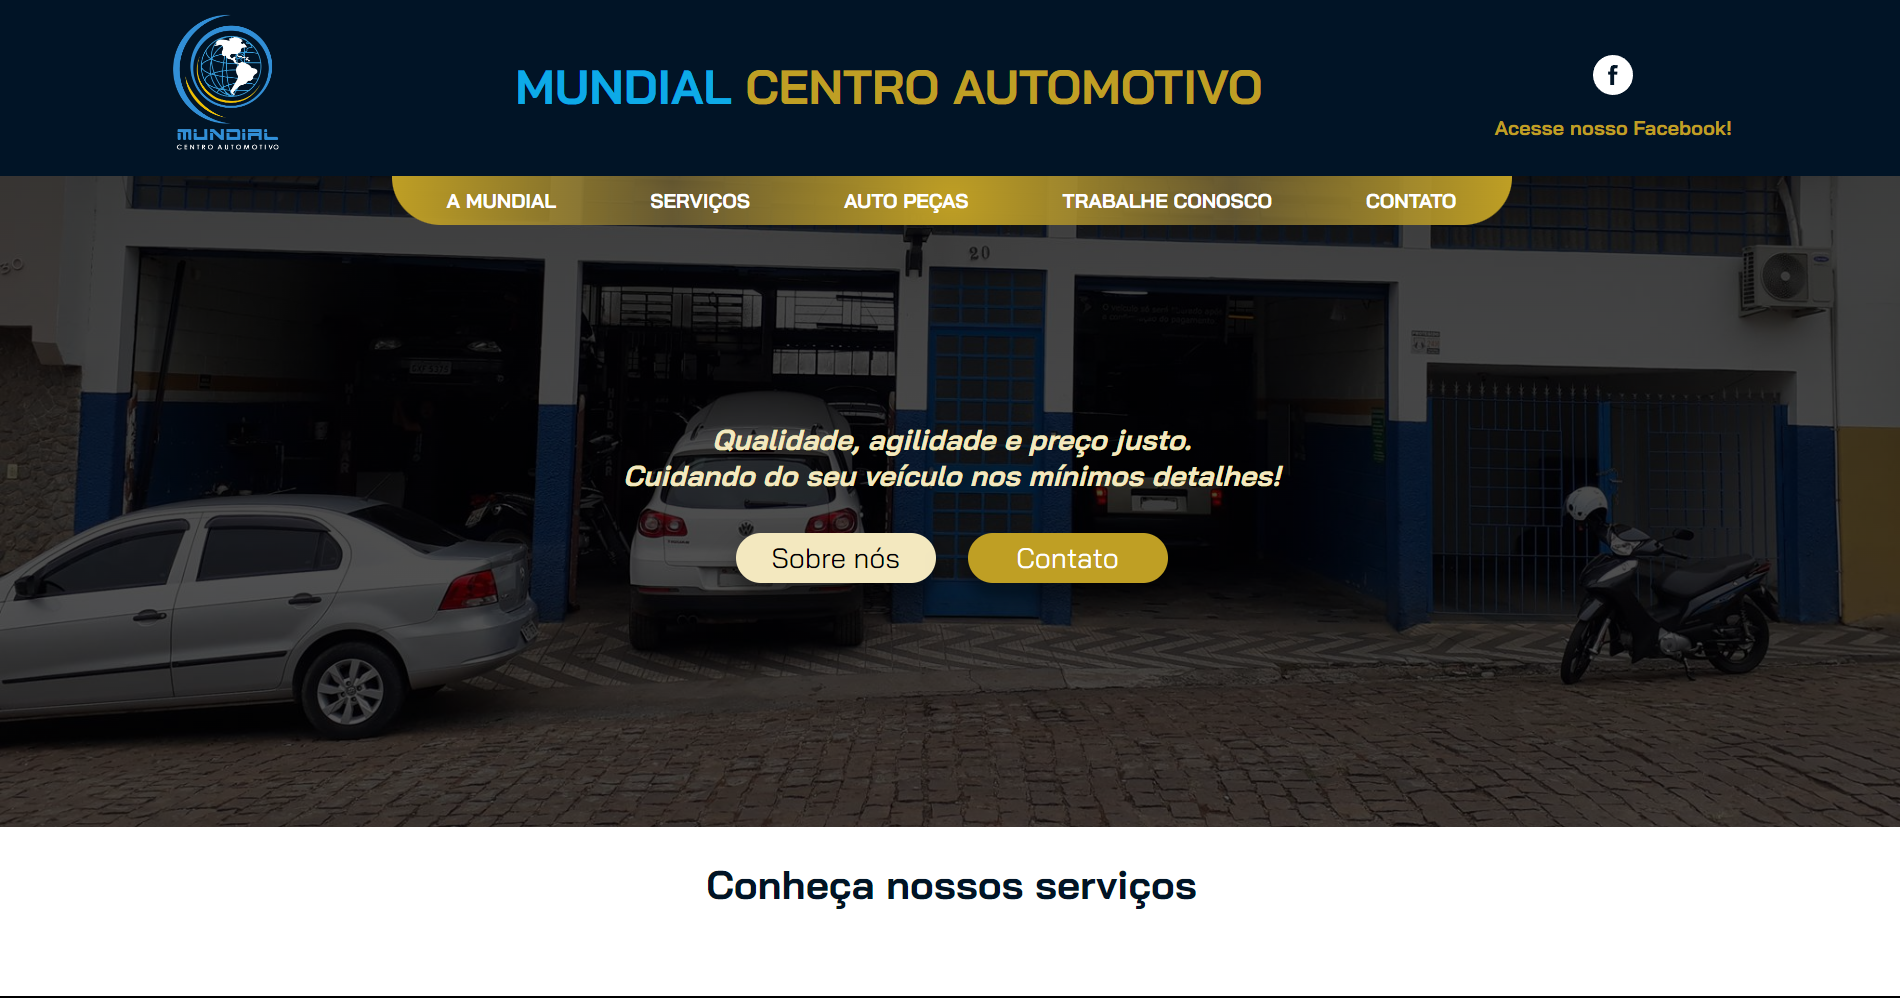 MUNDIAL
CENTRO AUTOMOTIVO
MUNDIAL CENTRO AUTOMOTIVO
f
Acesse nosso Facebook!
A MUNDIAL
SERVIÇOS
AUTO PEÇAS
TRABALHE CONOSCO
CONTATO
20
Qualidade, agilidade e preço justo.
Cuidando do seu veículo nos mínimos detalhes!
Sobre nós
Contato
Conheça nossos serviços